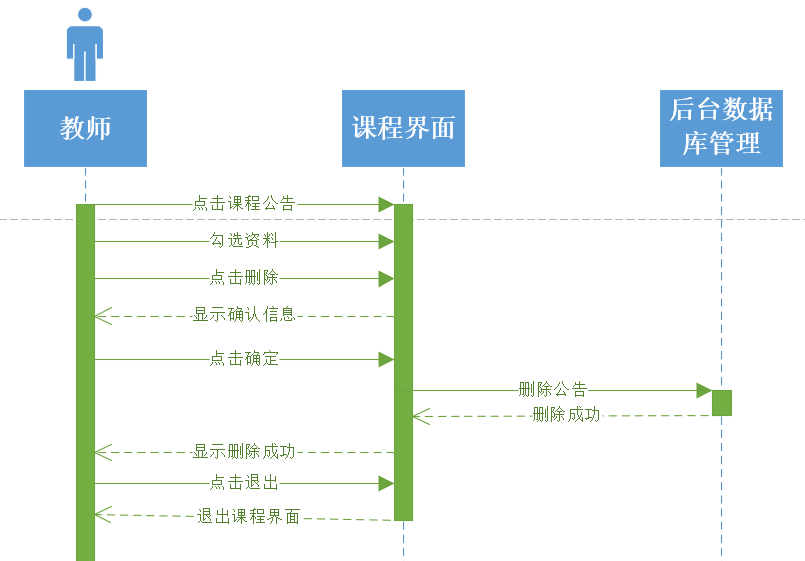 教师
课程界面
后台数据
库管理
点击课程公告
勾选资料
点击删除
显示确认信息
点击确定
删除公告
删除成功
显示删除成功
点击退出
退出课程界面